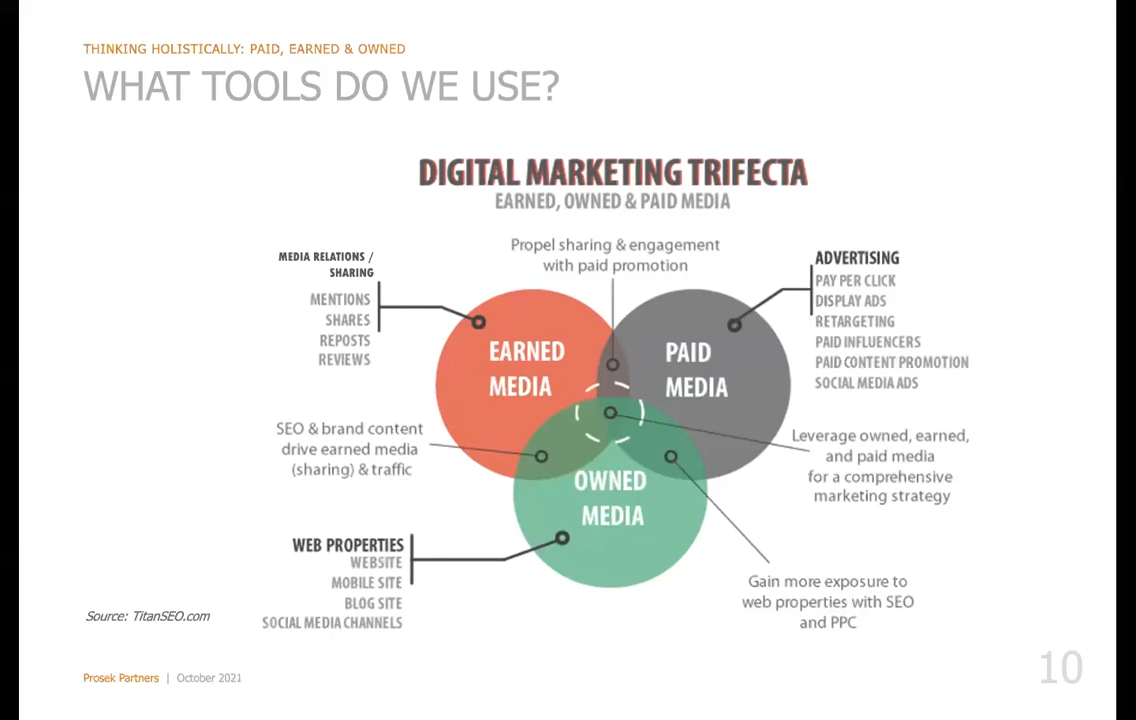 THINKING HOLISTICALLY: PAID, EARNED & OWNED
WHAT TOOLS DO WE USE?
DIGITAL MARKETING TRIFECTA
EARNED, OWNED & PAID MEDIA
Propel sharing & engagement
with paid promotion
MEDIA RELATIONS /
SHARING
MENTIONS
SHARES
REPOSTS
REVIEWS
ADVERTISING
PAY PER CLICK
DISPLAY ADS
RETARGETING
PAID INFLUENCERS
PAID CONTENT PROMOTION
SOCIAL MEDIA ADS
EARNED
MEDIA
PAID
MEDIA
SEO & brand content
drive earned media
(sharing) & traffic
Leverage owned, earned,
and paid media
for a comprehensive
marketing strategy
OWNED
MEDIA
WEB PROPERTIES
WEBSITE
MOBILE SITE
BLOG SITE
SOCIAL MEDIA CHANNELS
Gain more exposure to
web properties with SEO
and PPC
Source: TitanSEO.com
Prosek Partners | October 2021
10